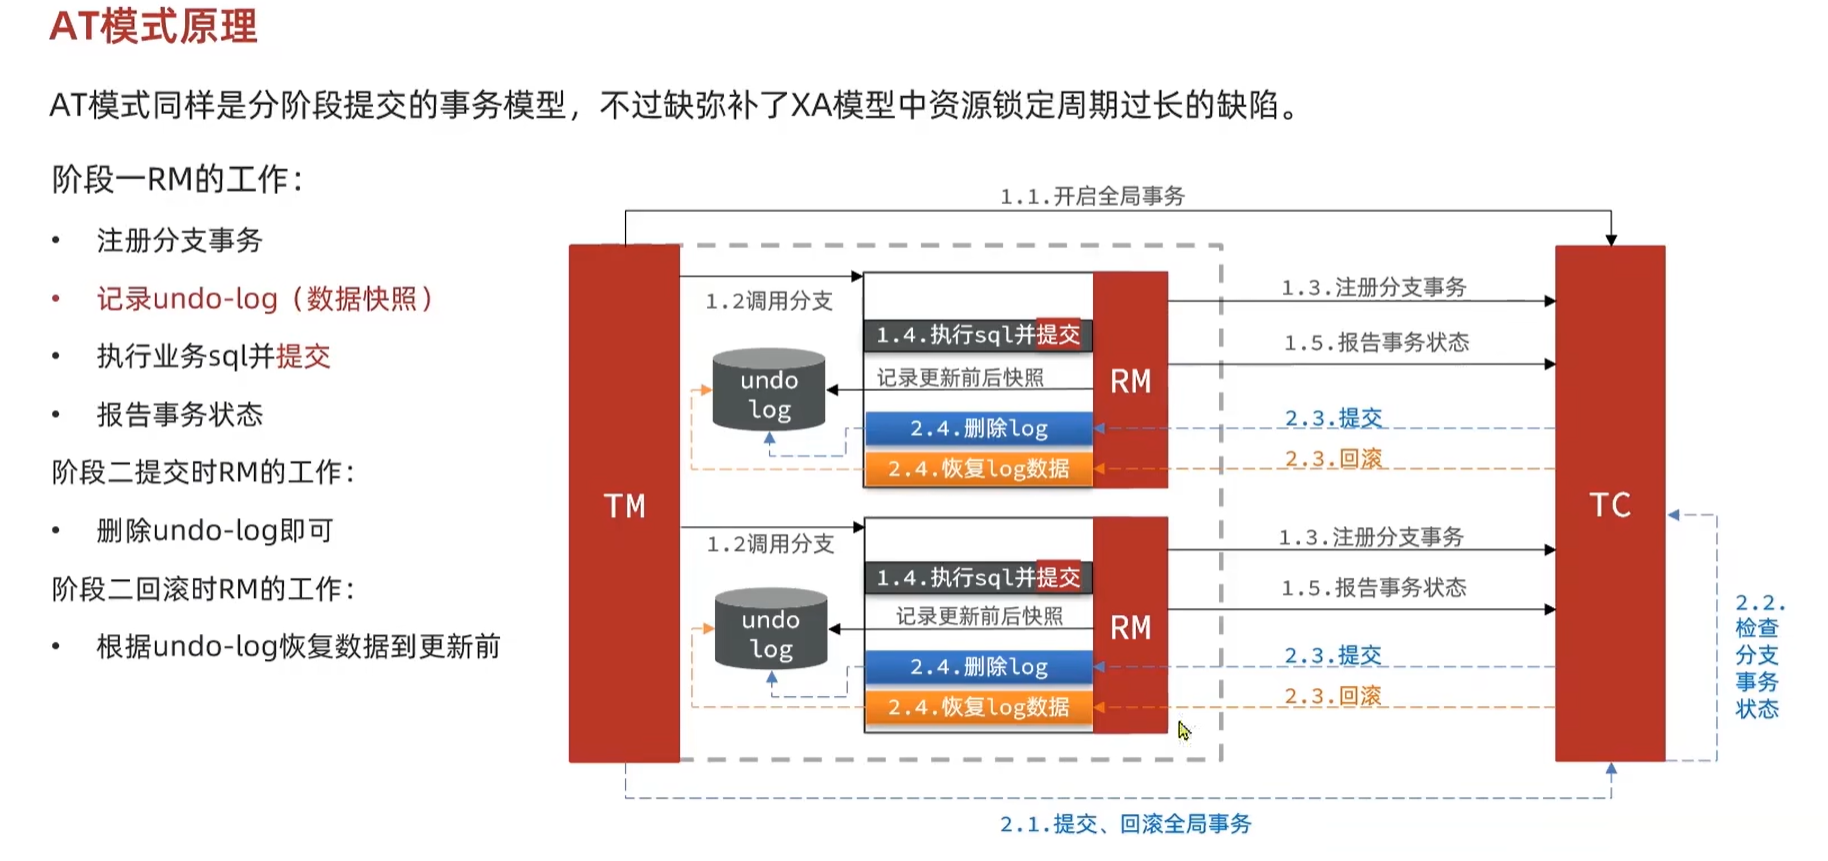 AT模式原理
AT模式同样是分阶段提交的事务模型，不过缺弥补了XA模型中资源锁定周期过长的缺陷。
阶段一RM的工作：
• 注册分支事务
• 记录undo-log（数据快照）
• 执行业务sql并提交
• 报告事务状态
阶段二提交时RM的工作：
• 删除undo-log即可
阶段二回滚时RM的工作：
• 根据undo-log恢复数据到更新前
1.1.开启全局事务
TM
1.2调用分支
undo
log
1.4.执行sql并提交
记录更新前后快照
2.4.删除log
2.4.恢复log数据
RM
1.3.注册分支事务
1.5.报告事务状态
2.3.提交
2.3.回滚
1.2调用分支
undo
log
1.4.执行sql并提交
记录更新前后快照
2.4.删除log
2.4.恢复log数据
RM
1.3.注册分支事务
1.5.报告事务状态
2.3.提交
2.3.回滚
TC
2.2.
检查
分支
事务
状态
2.1.提交、回滚全局事务